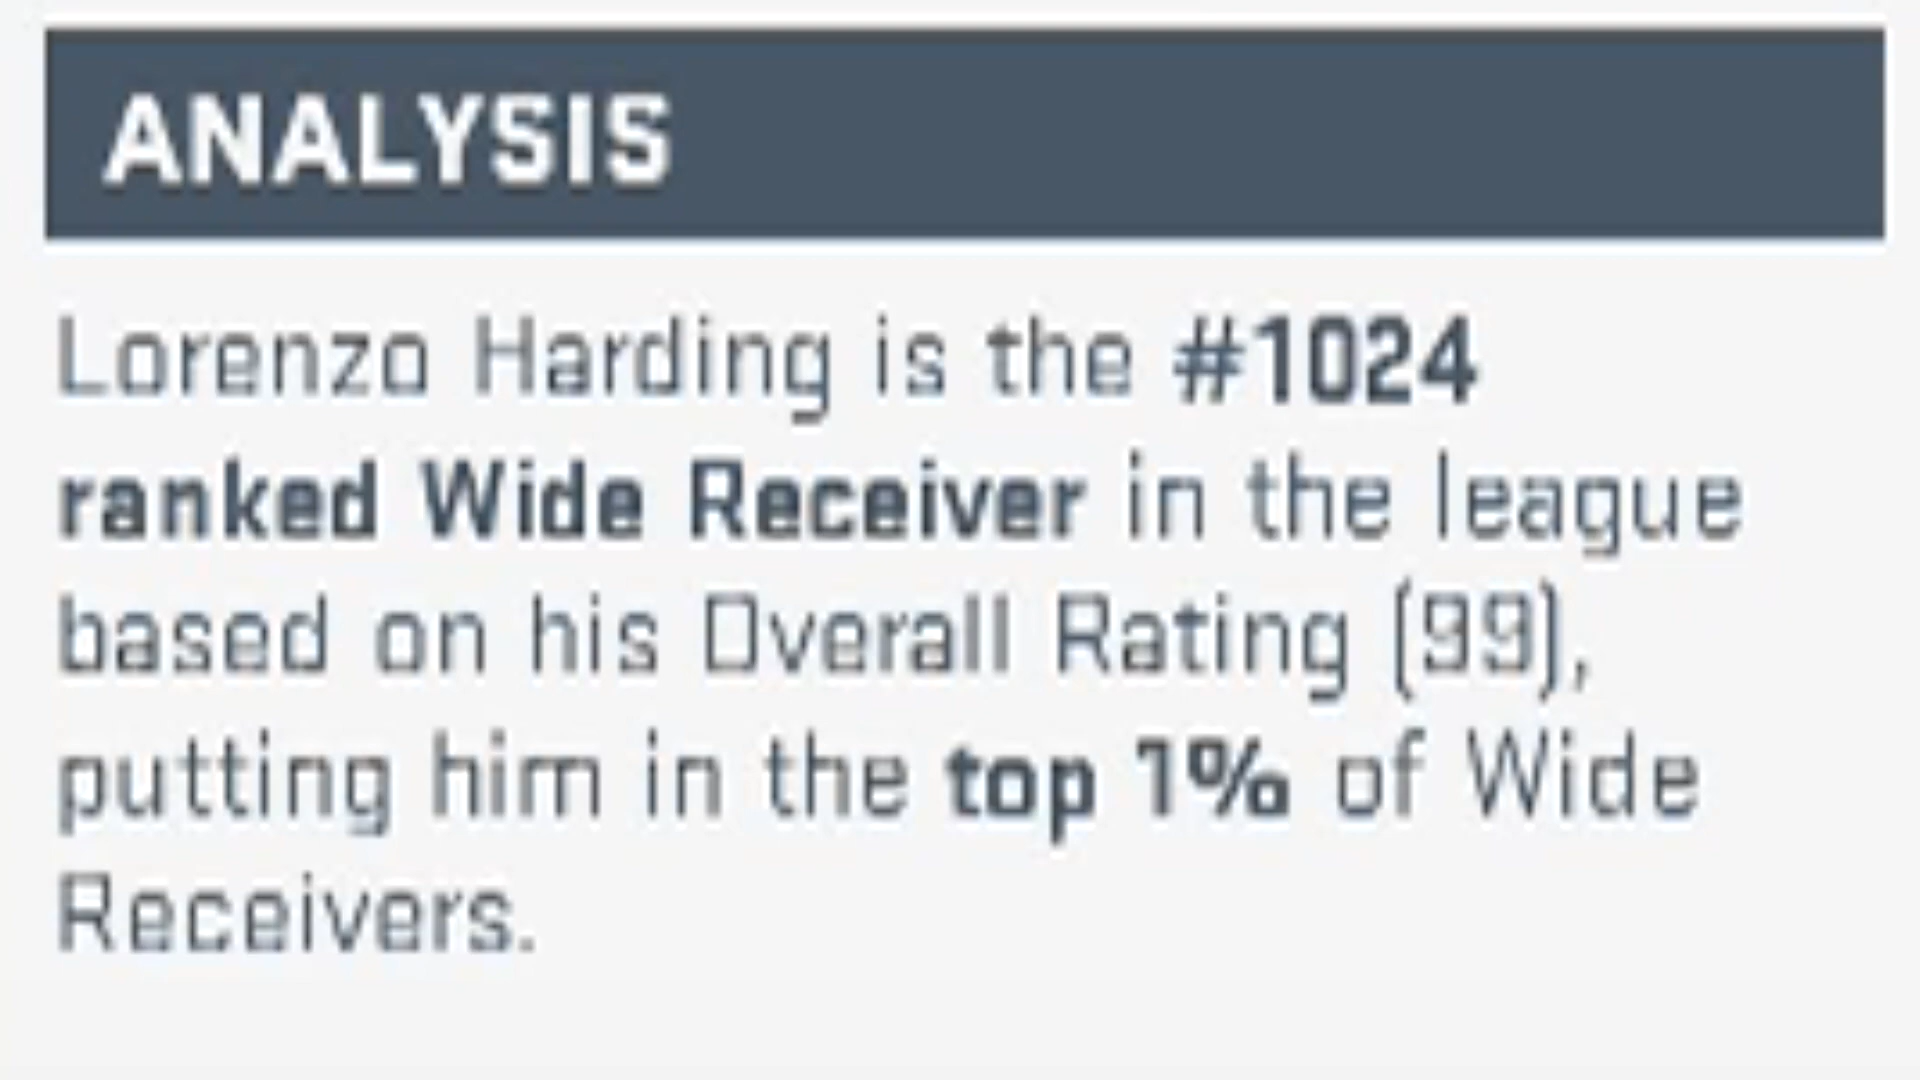 ANALYSIS
Lorenzo Harding is the #1024
ranked Wide Receiver in the league
based on his Overall Rating (99),
putting him in the top 1% of Wide
Receivers.